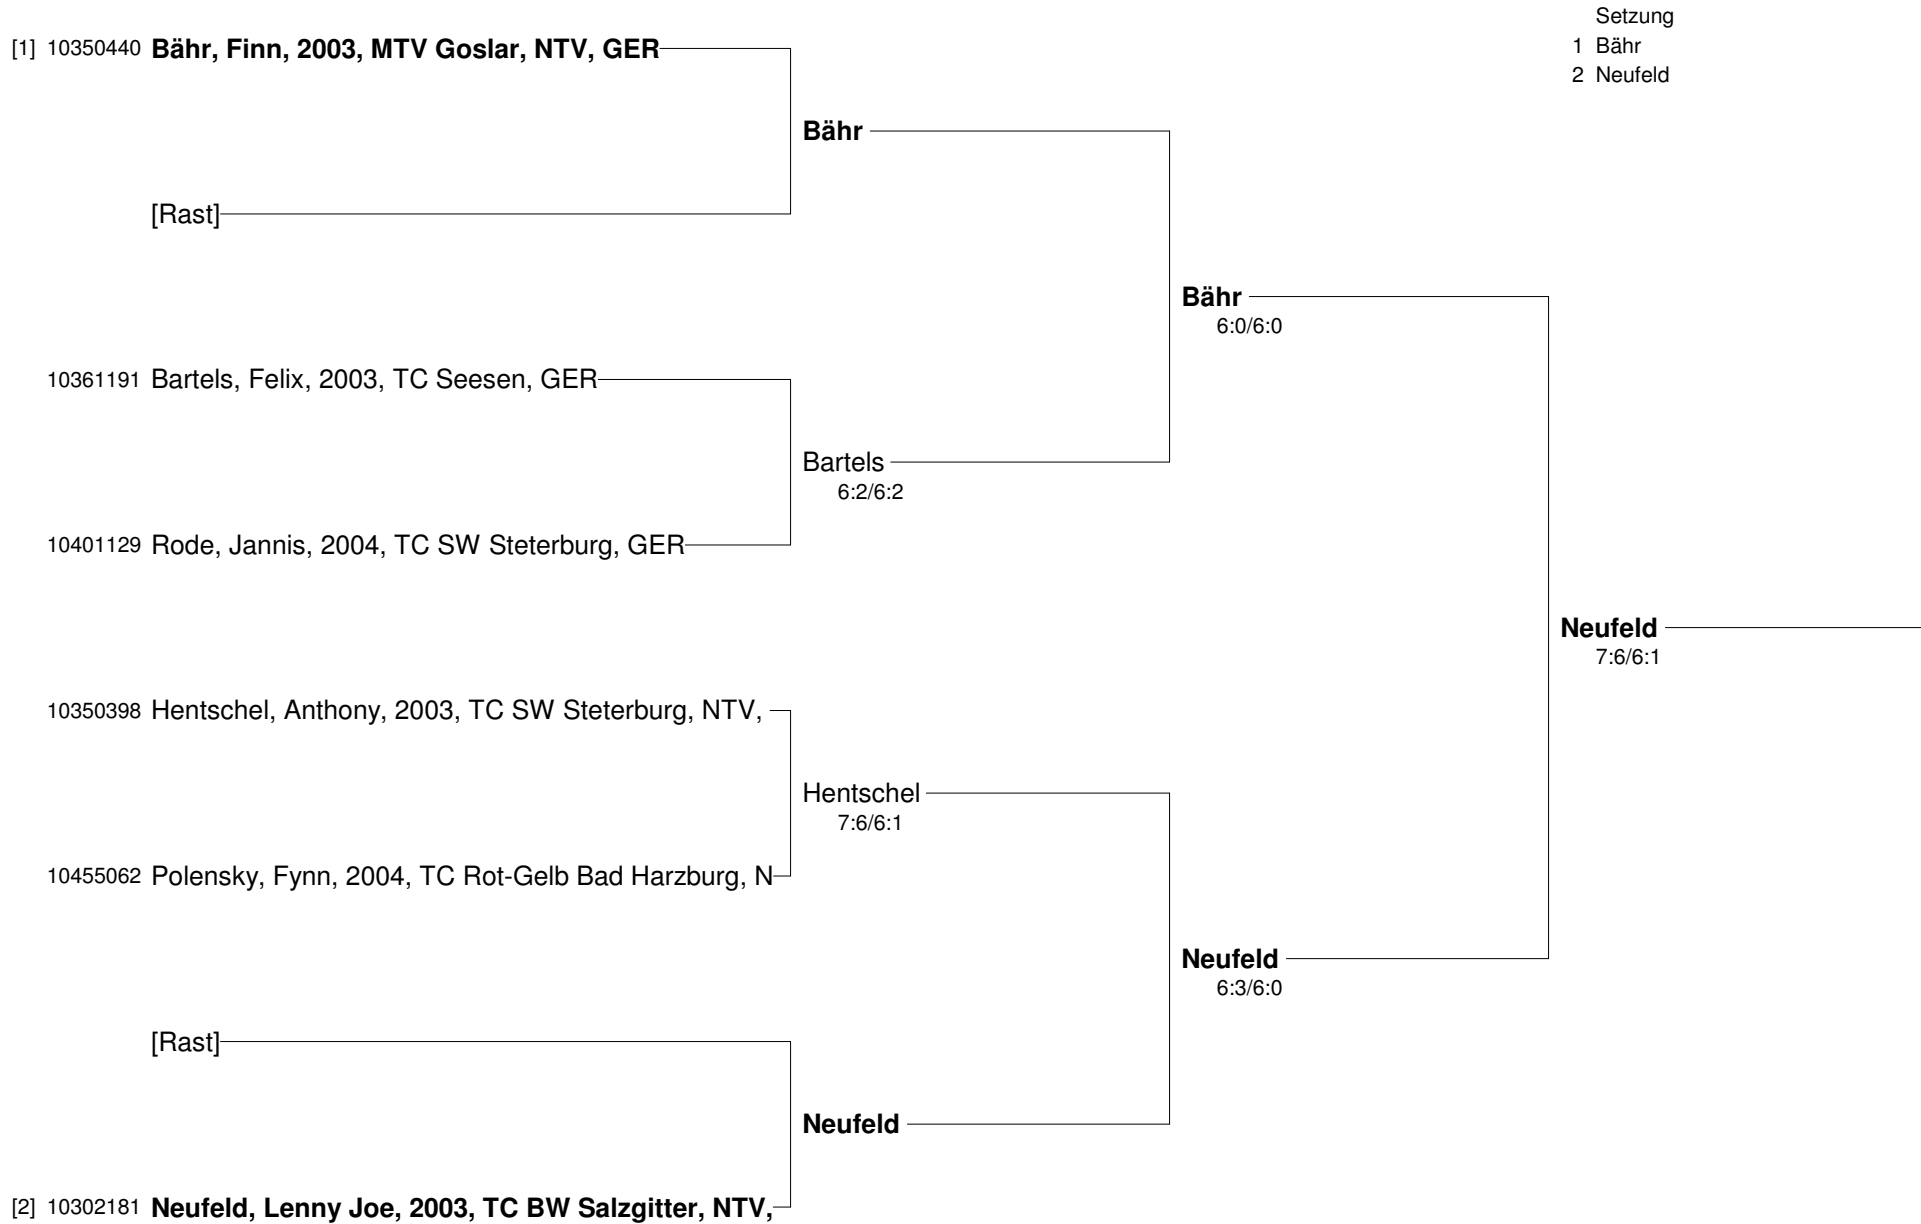 Setzung
1 Bähr
2 Neufeld
[1] 10350440 Bähr, Finn, 2003, MTV Goslar, NTV, GER
Bähr
[Rast]
Bähr
6:0/6:0
10361191 Bartels, Felix, 2003, TC Seesen, GER
Bartels
6:2/6:2
10401129 Rode, Jannis, 2004, TC SW Steterburg, GER
Neufeld
7:6/6:1
10350398 Hentschel, Anthony, 2003, TC SW Steterburg, NTV,
Hentschel
7:6/6:1
10455062 Polensky, Fynn, 2004, TC Rot-Gelb Bad Harzburg, N
Neufeld
6:3/6:0
[Rast]
Neufeld
[2] 10302181 Neufeld, Lenny Joe, 2003, TC BW Salzgitter, NTV,